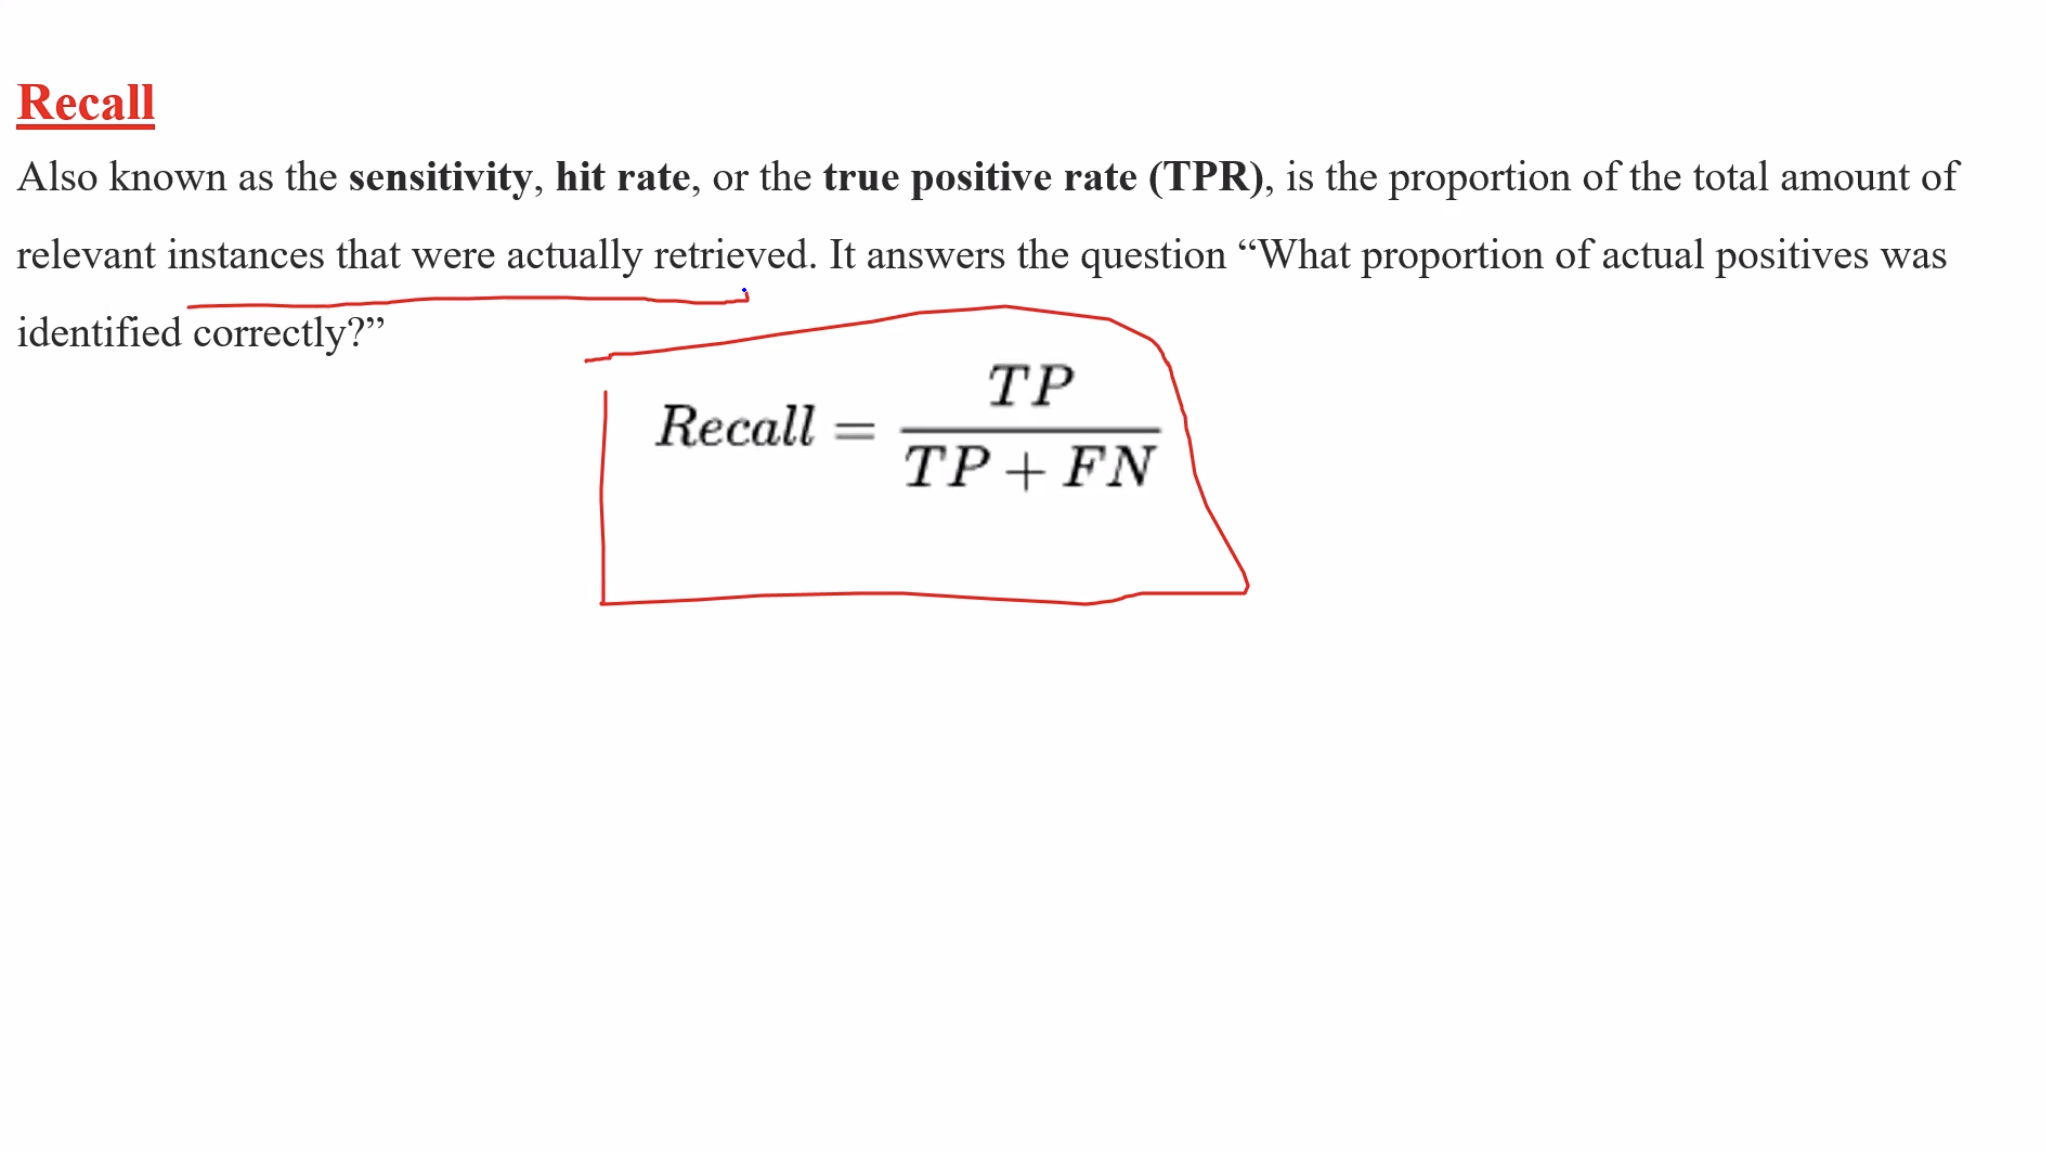 Recall
Also known as the sensitivity, hit rate, or the true positive rate (TPR), is the proportion of the total amount of
relevant instances that were actually retrieved. It answers the question “What proportion of actual positives was
identified correctly?”
TP
Recall =
TP + FN